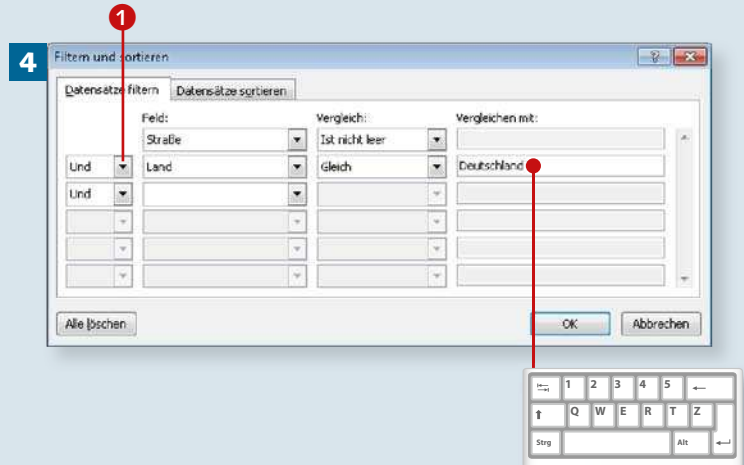 1
4
Filtern und sortieren
Datensätze filtern Datensätze sortieren
Feld: Vergleich: Vergleichen mit:
Straße Ist nicht leer
Und Land Gleich Deutschland
Und
Alle löschen OK Abbrechen
1 2 3 4 5
Q W E R T Z
Strg Alt